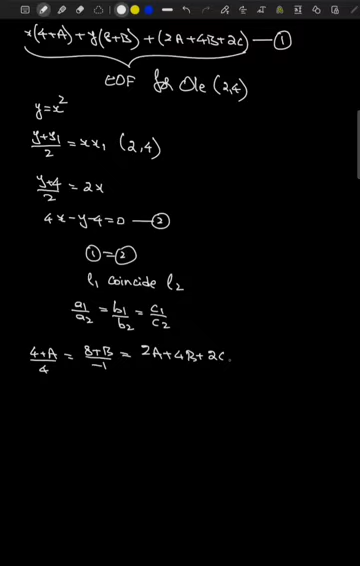 x(4+A)+y(8+B)+(2A+4B+2C) — ①
EOF for Ole (2,4)
y=x²
y+y₁/2 = xx₁ (2,4)
y+4/2 = 2x
4x-y-4=0 — ②
①=②
l₁ coincide l₂
a₁/a₂ = b₁/b₂ = c₁/c₂
4+A/4 = 8+B/-1 = 2A+4B+2C